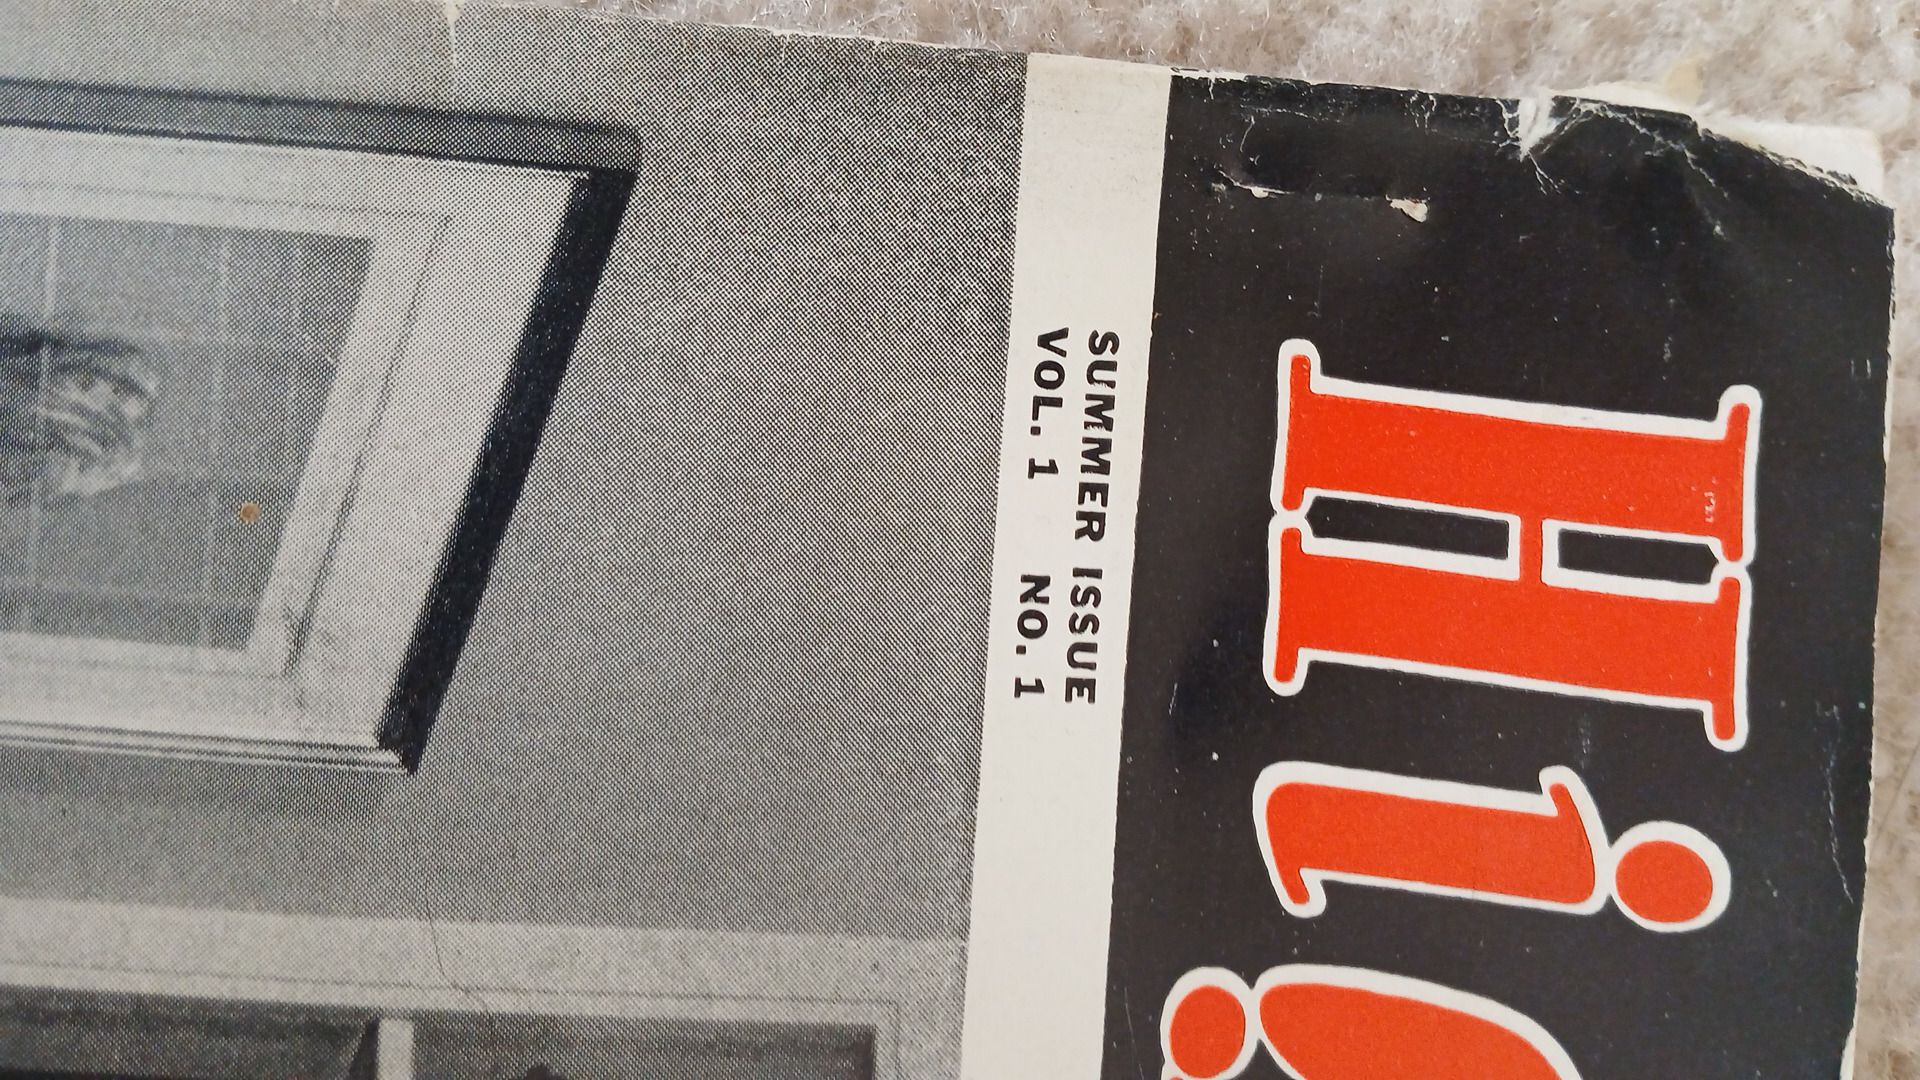 Hi
SUMMER ISSUE
VOL. 1 NO. 1